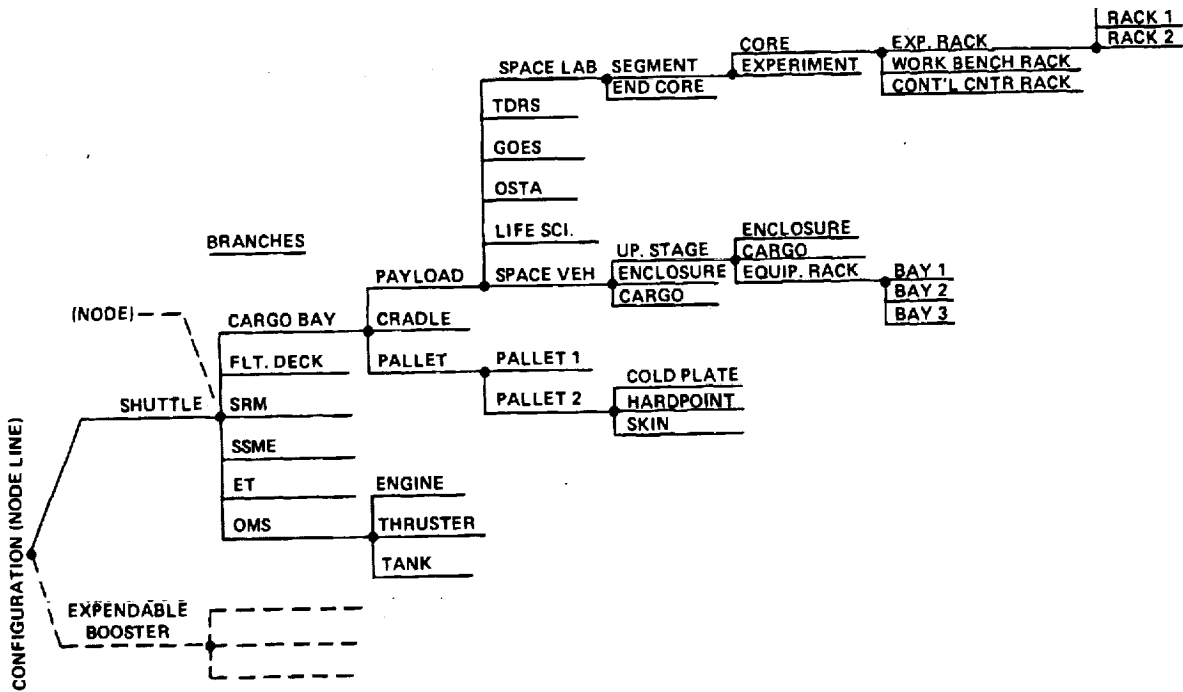 RACK 1
RACK 2
CORE
EXPERIMENT
EXP. RACK
WORK BENCH RACK
CONT'L CNTR RACK
SPACE LAB
SEGMENT
END CORE
TDRS
GOES
OSTA
LIFE SCI.
SPACE VEH
UP. STAGE
ENCLOSURE
CARGO
ENCLOSURE
CARGO
EQUIP. RACK
BAY 1
BAY 2
BAY 3
BRANCHES
(NODE)
PAYLOAD
CRADLE
PALLET
PALLET 1
PALLET 2
COLD PLATE
HARDPOINT
SKIN
CARGO BAY
FLT. DECK
SRM
SSME
ET
OMS
SHUTTLE
ENGINE
THRUSTER
TANK
EXPENDABLE
BOOSTER
CONFIGURATION (NODE LINE)